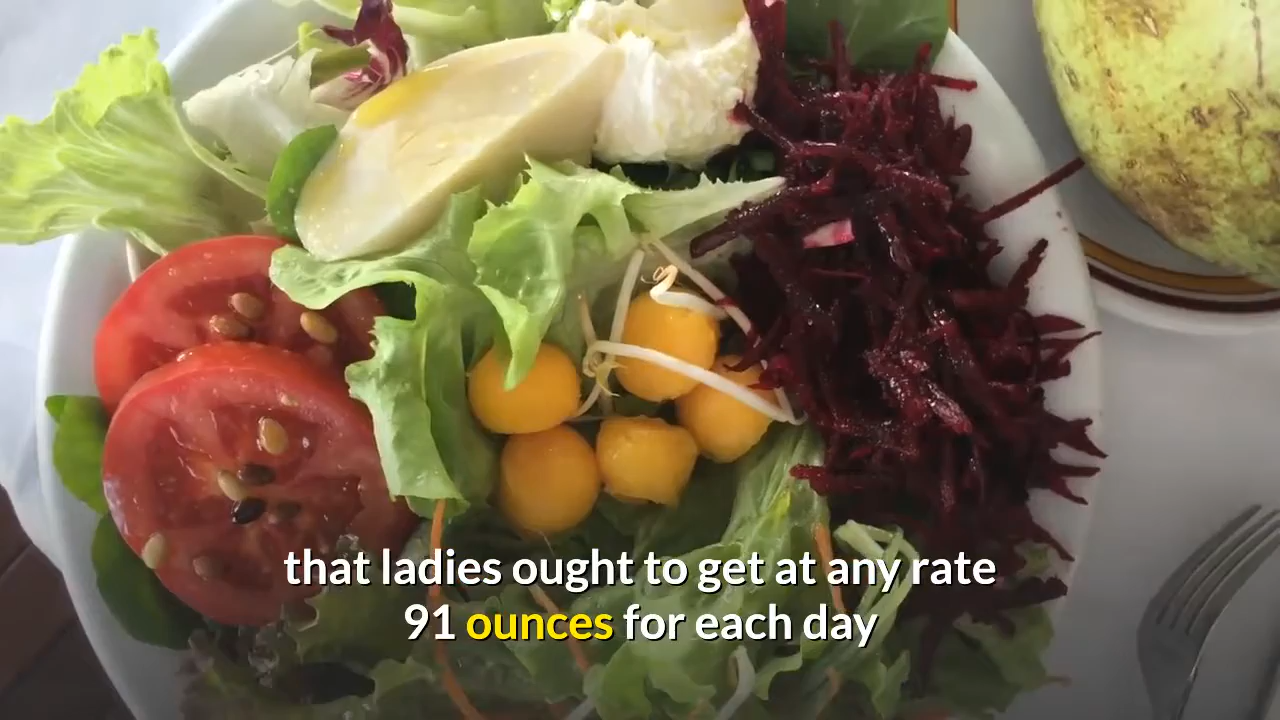 that ladies ought to get at any rate
91 ounces for each day